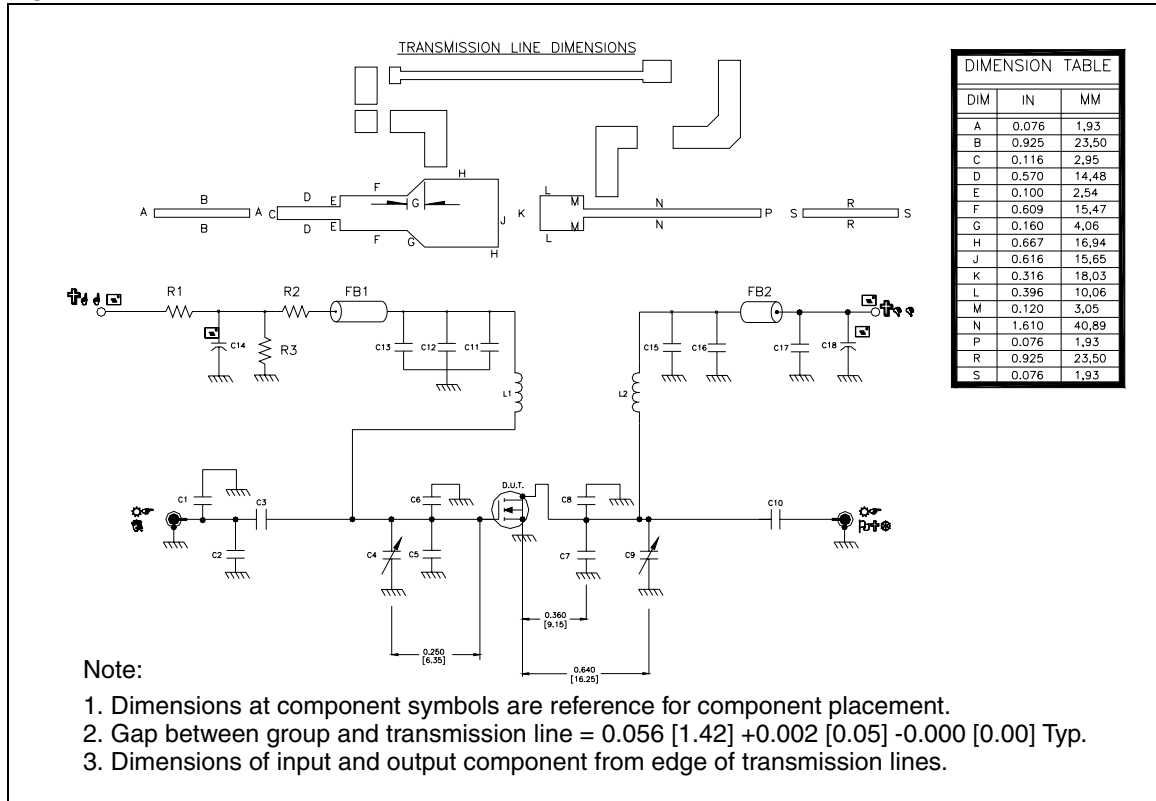 TRANSMISSION LINE DIMENSIONS
DIMENSION TABLE
DIM IN MM
A 0.076 1,93
B 0.925 23,50
C 0.116 2,95
D 0.570 14,48
E 0.100 2,54
F 0.609 15,47
G 0.160 4,06
H 0.667 16,94
J 0.616 15,65
K 0.316 18,03
L 0.396 10,06
M 0.120 3,05
N 1.610 40,89
P 0.076 1,93
R 0.925 23,50
S 0.076 1,93
H
F
L
B D E G M N R
A A C J K P S S
B D E M N R
F G L
H
R1 R2 FB1 FB2
C14 R3 C13 C12 C11 C15 C16 C17 C18
L1 L2
D.U.T.
C1 C3 C6 C8 C10
C2 C4 C5 C7 C9
0.360
[9.15]
0.250
[6.35]
0.640
[16.25]
Note:
1. Dimensions at component symbols are reference for component placement.
2. Gap between group and transmission line = 0.056 [1.42] +0.002 [0.05] -0.000 [0.00] Typ.
3. Dimensions of input and output component from edge of transmission lines.